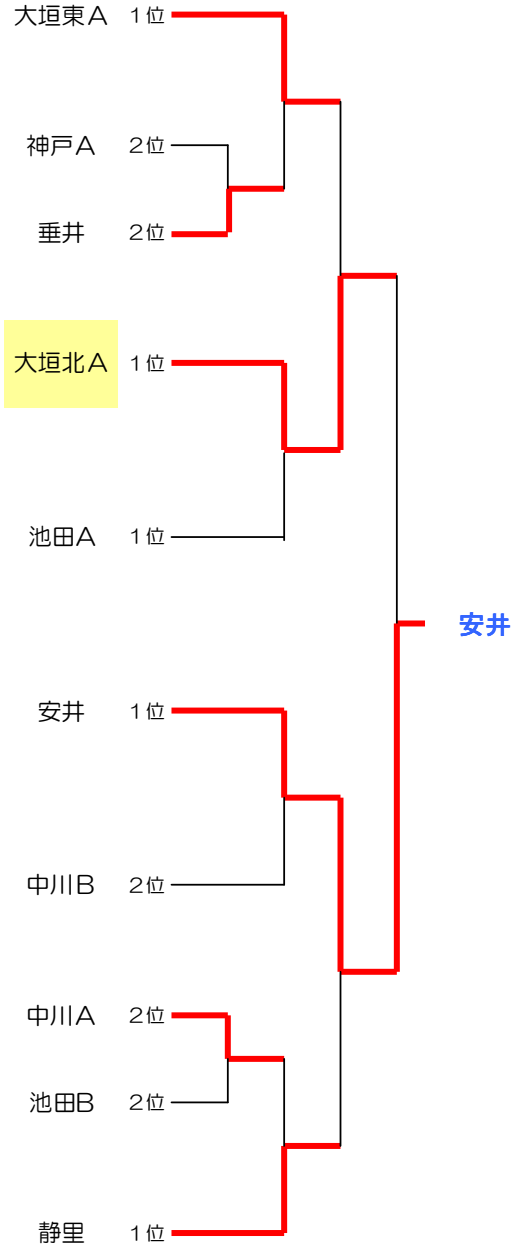 大垣東A 1位
神戸A 2位
垂井 2位
大垣北A 1位
池田A 1位
安井
安井 1位
中川B 2位
中川A 2位
池田B 2位
静里 1位